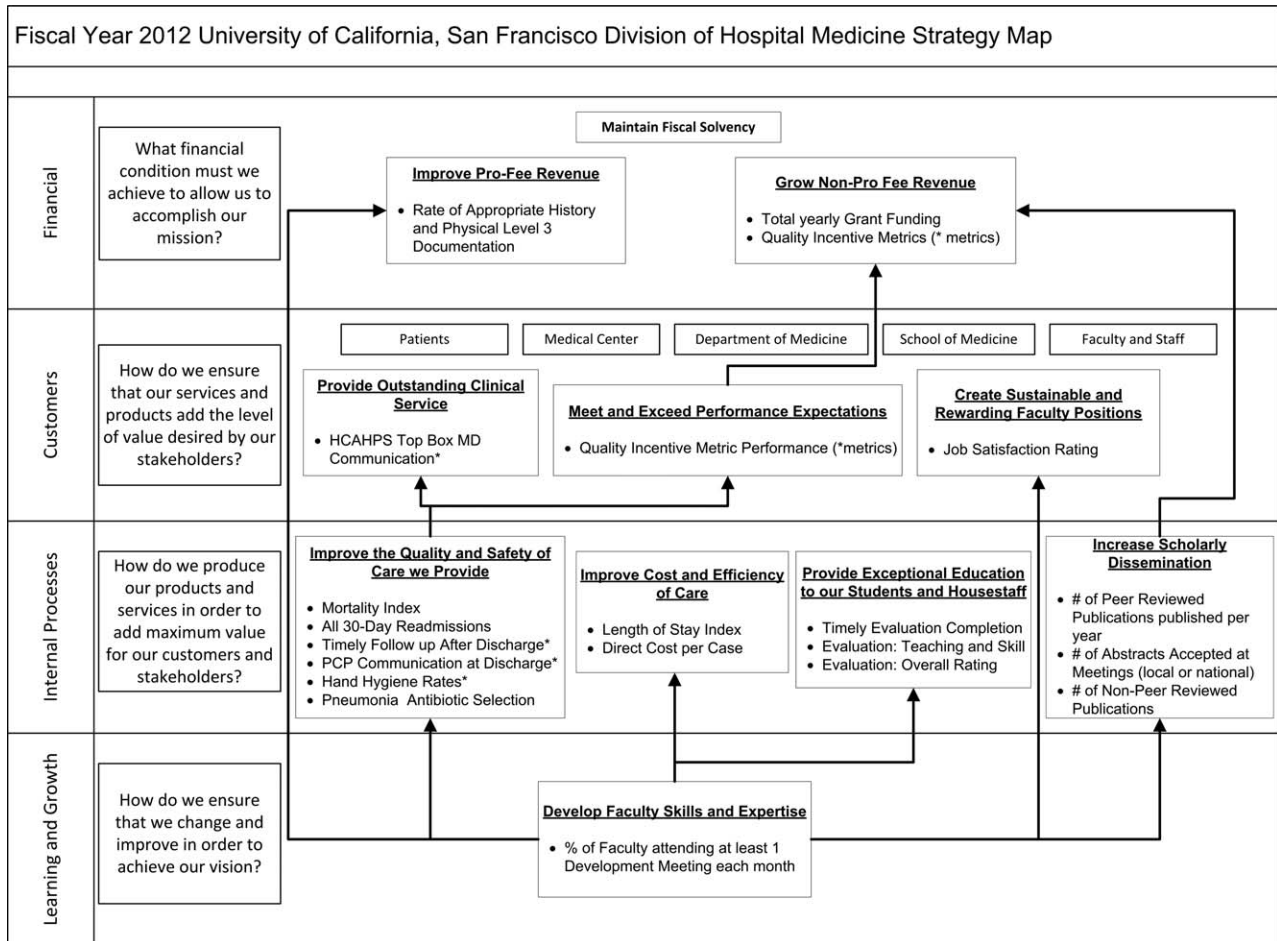 Fiscal Year 2012 University of California, San Francisco Division of Hospital Medicine Strategy Map
Financial
What financial
condition must we
achieve to allow us to
accomplish our
mission?
Maintain Fiscal Solvency
Improve Pro-Fee Revenue
• Rate of Appropriate History
and Physical Level 3
Documentation
Grow Non-Pro Fee Revenue
• Total yearly Grant Funding
• Quality Incentive Metrics (* metrics)
Customers
How do we ensure
that our services and
products add the level
of value desired by our
stakeholders?
Patients
Medical Center
Department of Medicine
School of Medicine
Faculty and Staff
Provide Outstanding Clinical
Service
• HCAHPS Top Box MD
Communication*
Meet and Exceed Performance Expectations
• Quality Incentive Metric Performance (*metrics)
Create Sustainable and
Rewarding Faculty Positions
• Job Satisfaction Rating
Internal Processes
How do we produce
our products and
services in order to
add maximum value
for our customers and
stakeholders?
Improve the Quality and Safety of
Care we Provide
• Mortality Index
• All 30-Day Readmissions
• Timely Follow up After Discharge*
• PCP Communication at Discharge*
• Hand Hygiene Rates*
• Pneumonia Antibiotic Selection
Improve Cost and Efficiency
of Care
• Length of Stay Index
• Direct Cost per Case
Provide Exceptional Education
to our Students and Housestaff
• Timely Evaluation Completion
• Evaluation: Teaching and Skill
• Evaluation: Overall Rating
Increase Scholarly
Dissemination
• # of Peer Reviewed
Publications published per
year
• # of Abstracts Accepted at
Meetings (local or national)
• # of Non-Peer Reviewed
Publications
Learning and Growth
How do we ensure
that we change and
improve in order to
achieve our vision?
Develop Faculty Skills and Expertise
• % of Faculty attending at least 1
Development Meeting each month